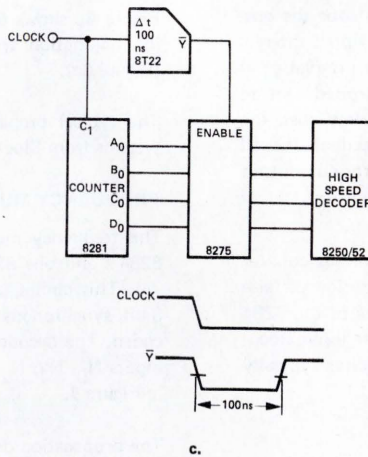 CLOCK
Δt
100
ns
8T22
Y̅
C1
A0
B0
C0
D0
COUNTER
8281
ENABLE
8275
HIGH
SPEED
DECODER
8250/52
CLOCK
Y̅
100ns
c.